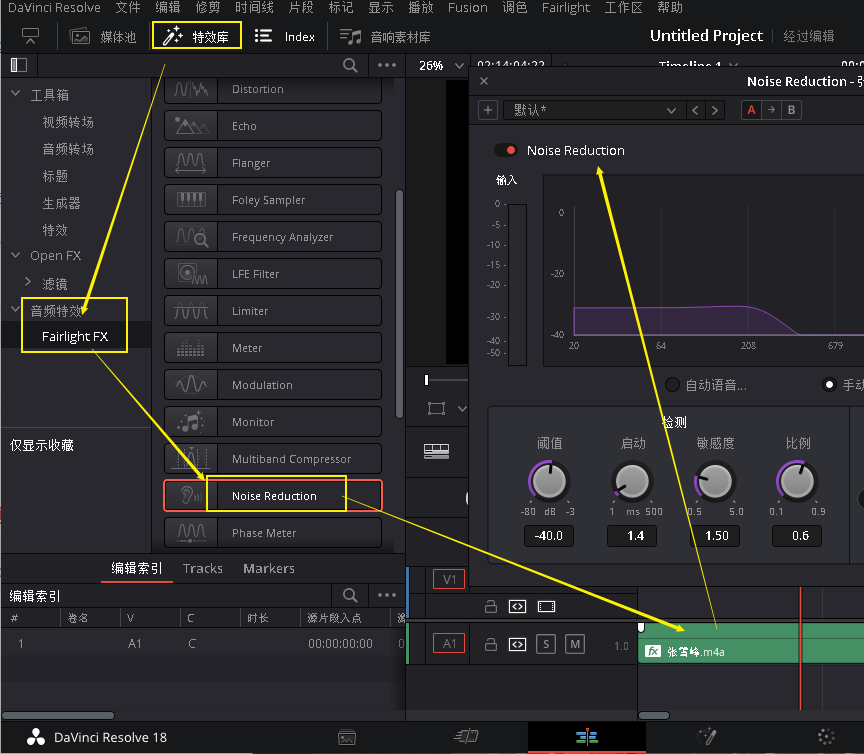 DaVinci Resolve 文件 编辑 修剪 时间线 片段 标记 显示 播放 Fusion 调色 Fairlight 工作区 帮助
媒体池 特效库 Index 音响素材库 Untitled Project 经过编辑
26% 02:14:04:22 Timeline 1
工具箱
视频转场
音频转场
标题
生成器
特效
Open FX
滤镜
音频特效
Fairlight FX
仅显示收藏
Distortion
Echo
Flanger
Foley Sampler
Frequency Analyzer
LFE Filter
Limiter
Meter
Modulation
Monitor
Multiband Compressor
Noise Reduction
Phase Meter
Noise Reduction - 张
默认* A B
Noise Reduction
输入
0
-5
-10
-15
-20
-30
-40
-50
0
-20
-40
20 64 208 679
自动语音... 手动
检测
阈值 启动 敏感度 比例
-80 dB -3 1 ms 500 0.5 5.0 0.1 0.9
-40.0 1.4 1.50 0.6
编辑索引 Tracks Markers
编辑索引
# 卷名 V C 时长 源片段入点 源
1 A1 C 00:00:00:00
V1
A1 S M 1.0
fx 张雪峰.m4a
DaVinci Resolve 18